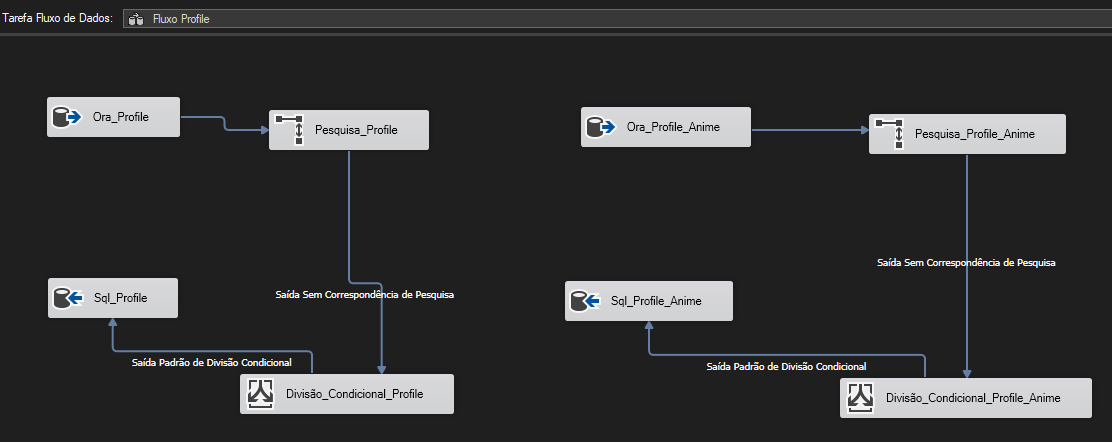 Tarefa Fluxo de Dados: Fluxo Profile
Ora_Profile
Pesquisa_Profile
Saída Sem Correspondência de Pesquisa
Sql_Profile
Saída Padrão de Divisão Condicional
Divisão_Condicional_Profile
Ora_Profile_Anime
Pesquisa_Profile_Anime
Saída Sem Correspondência de Pesquisa
Sql_Profile_Anime
Saída Padrão de Divisão Condicional
Divisão_Condicional_Profile_Anime